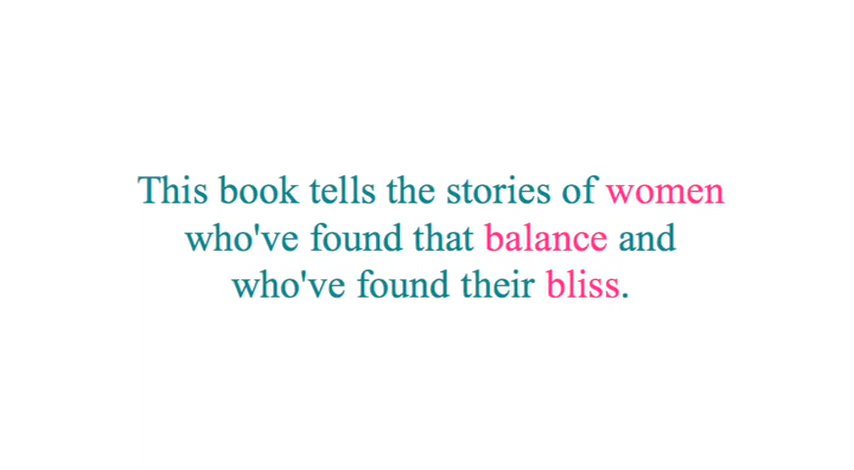 This book tells the stories of women
who've found that balance and
who've found their bliss.